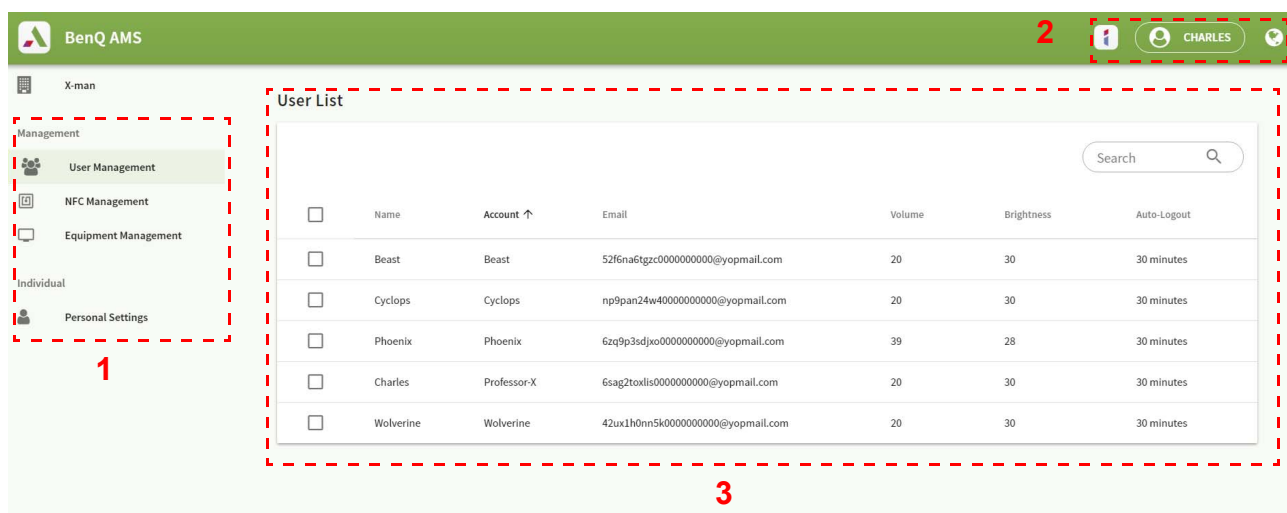 BenQ AMS
2
CHARLES
X-man
User List
Management
Search
User Management
NFC Management
Name Account Email Volume Brightness Auto-Logout
Equipment Management
Beast Beast 52f6na6tgzc0000000000@yopmail.com 20 30 30 minutes
Individual
Cyclops Cyclops np9pan24w40000000000@yopmail.com 20 30 30 minutes
Personal Settings
Phoenix Phoenix 6zq9p3sdjxo0000000000@yopmail.com 39 28 30 minutes
1
Charles Professor-X 6sag2toxlis0000000000@yopmail.com 20 30 30 minutes
Wolverine Wolverine 42ux1h0nn5k0000000000@yopmail.com 20 30 30 minutes
3